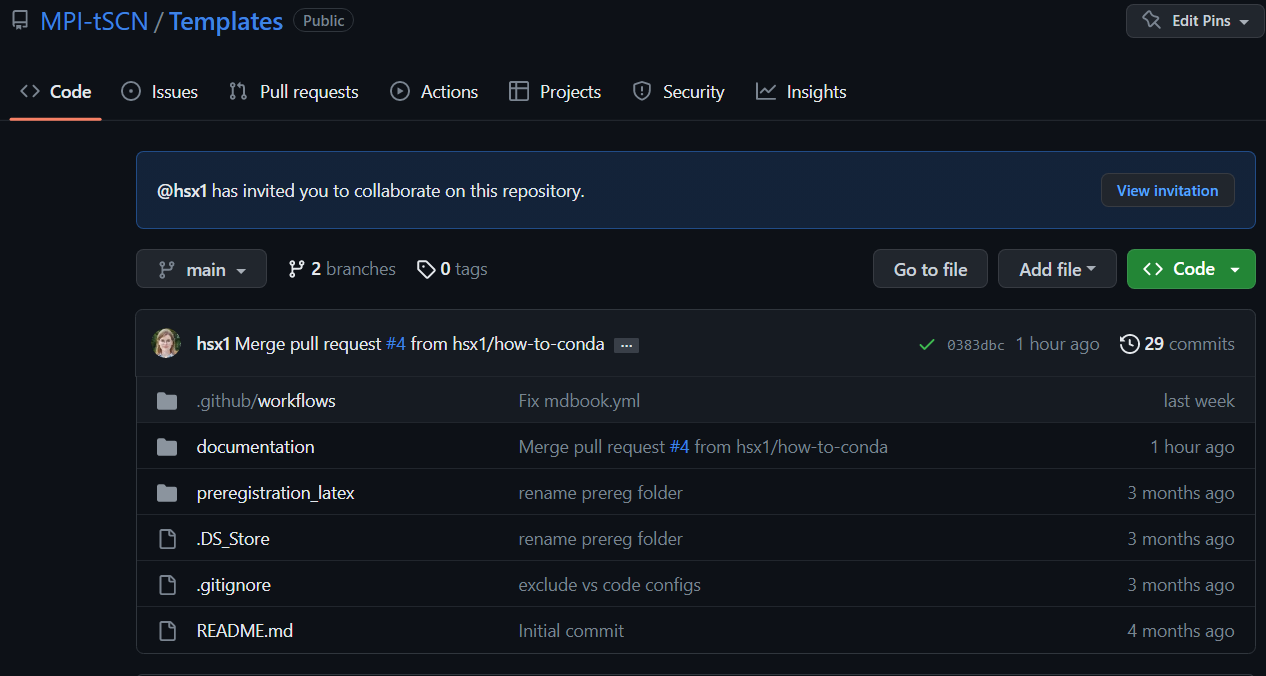 MPI-tSCN / Templates Public Edit Pins
Code Issues Pull requests Actions Projects Security Insights
@hsx1 has invited you to collaborate on this repository. View invitation
main 2 branches 0 tags Go to file Add file Code
hsx1 Merge pull request #4 from hsx1/how-to-conda ... 0383dbc 1 hour ago 29 commits
.github/workflows Fix mdbook.yml last week
documentation Merge pull request #4 from hsx1/how-to-conda 1 hour ago
preregistration_latex rename prereg folder 3 months ago
.DS_Store rename prereg folder 3 months ago
.gitignore exclude vs code configs 3 months ago
README.md Initial commit 4 months ago